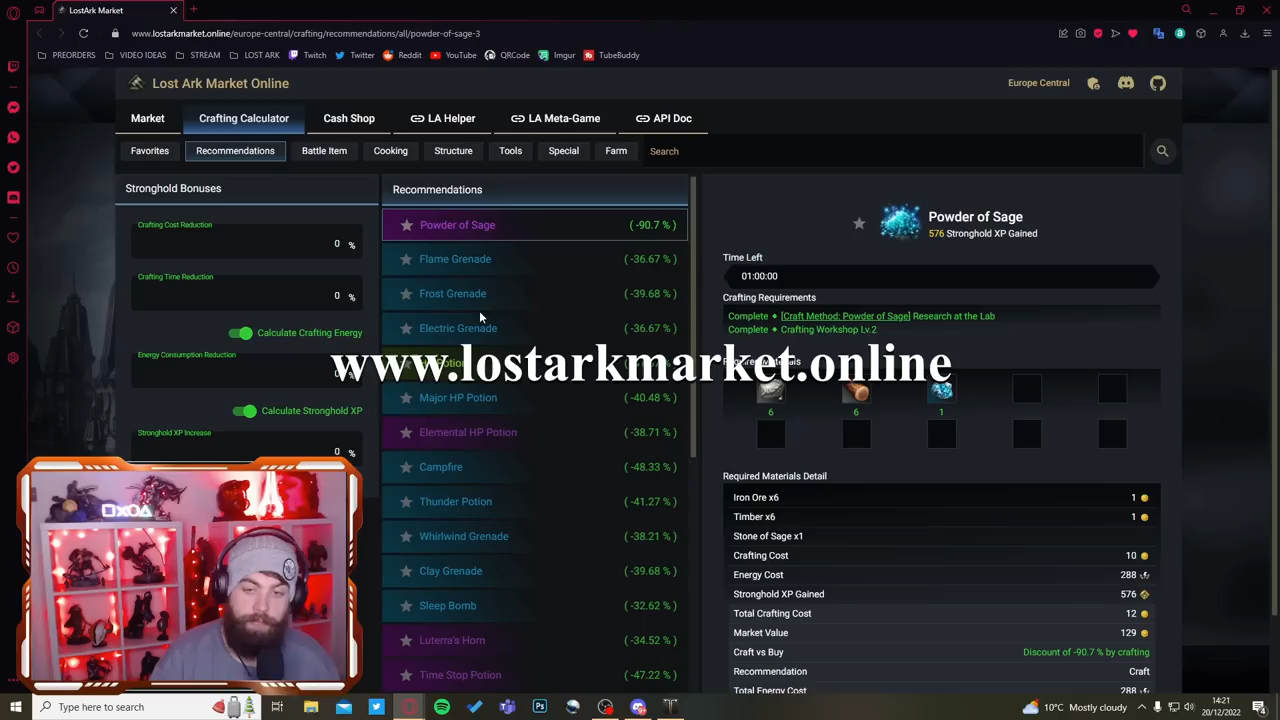 LostArk Market
www.lostarkmarket.online/europe-central/crafting/recommendations/all/powder-of-sage-3
PREORDERS VIDEO IDEAS STREAM LOST ARK Twitch Twitter Reddit YouTube QRCode Imgur TubeBuddy
Lost Ark Market Online
Europe Central
Market Crafting Calculator Cash Shop LA Helper LA Meta-Game API Doc
Favorites Recommendations Battle Item Cooking Structure Tools Special Farm Search
Stronghold Bonuses
Crafting Cost Reduction
0 %
Crafting Time Reduction
0 %
Calculate Crafting Energy
Energy Consumption Reduction
Calculate Stronghold XP
Stronghold XP Increase
0 %
Recommendations
Powder of Sage (-90.7 %)
Flame Grenade (-36.67 %)
Frost Grenade (-39.68 %)
Electric Grenade (-36.67 %)
www.lostarkmarket.online
Major HP Potion (-40.48 %)
Elemental HP Potion (-38.71 %)
Campfire (-48.33 %)
Thunder Potion (-41.27 %)
Whirlwind Grenade (-38.21 %)
Clay Grenade (-39.68 %)
Sleep Bomb (-32.62 %)
Luterra's Horn (-34.52 %)
Time Stop Potion (-47.22 %)
Powder of Sage
576 Stronghold XP Gained
Time Left
01:00:00
Crafting Requirements
Complete [Craft Method: Powder of Sage] Research at the Lab
Complete Crafting Workshop Lv.2
6 6 1
Required Materials Detail
Iron Ore x6 1
Timber x6 1
Stone of Sage x1
Crafting Cost 10
Energy Cost 288
Stronghold XP Gained 576
Total Crafting Cost 12
Market Value 129
Craft vs Buy Discount of -90.7 % by crafting
Recommendation Craft
Total Energy Cost 288
Type here to search
10°C Mostly cloudy
14:21
20/12/2022